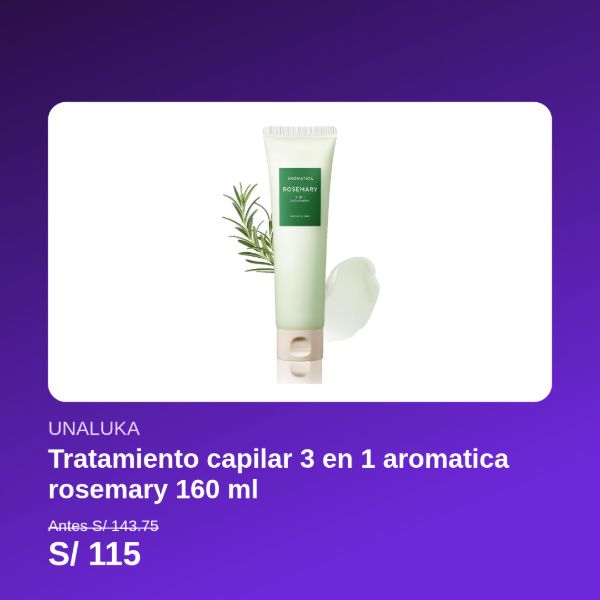 AROMATICA
ROSEMARY
UNALUKA
Tratamiento capilar 3 en 1 aromatica
rosemary 160 ml
Antes S/ 143.75
S/ 115